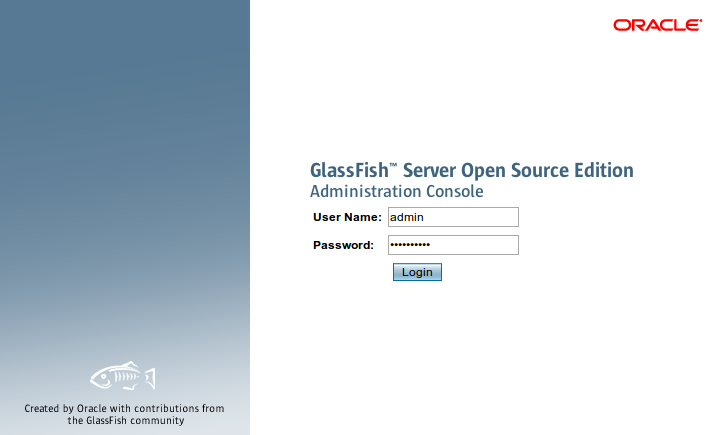 ORACLE
GlassFish™ Server Open Source Edition
Administration Console
User Name: admin
Password: ••••••••••
Login
Created by Oracle with contributions from
the GlassFish community